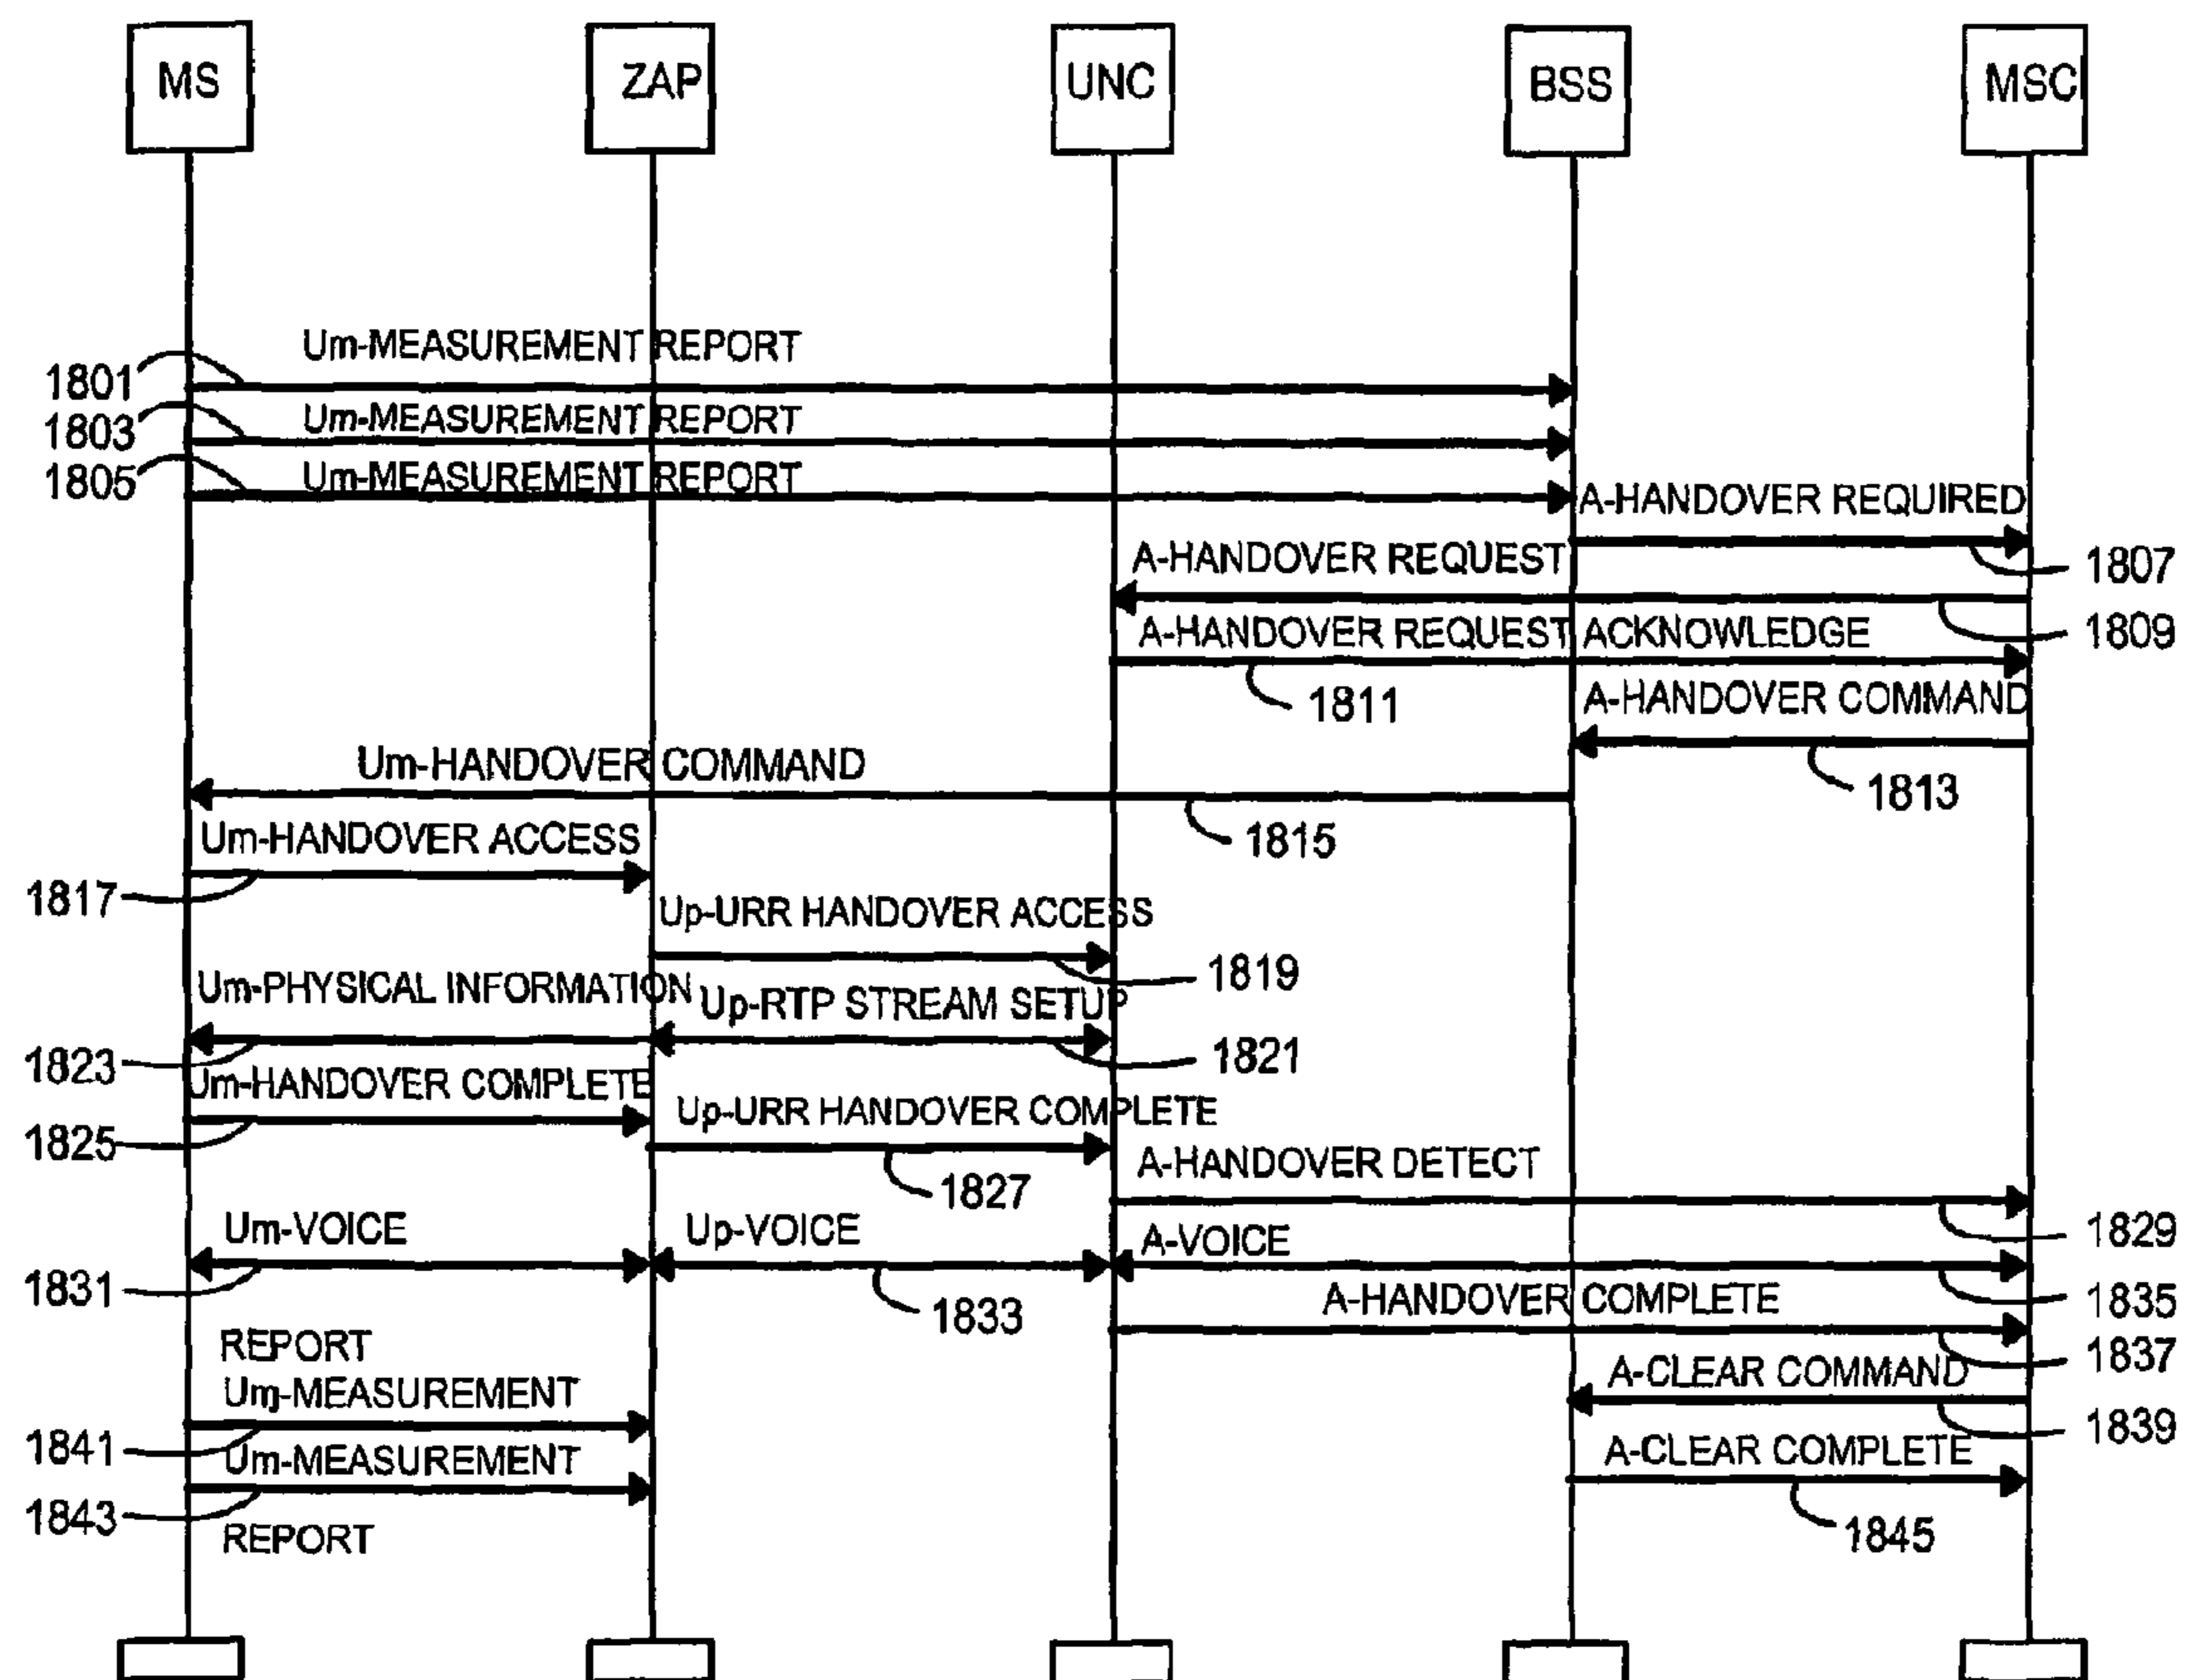 MS ZAP UNC BSS MSC
Um-MEASUREMENT REPORT
1801
Um-MEASUREMENT REPORT
1803
Um-MEASUREMENT REPORT
1805
A-HANDOVER REQUIRED
1807
A-HANDOVER REQUEST
1809
A-HANDOVER REQUEST ACKNOWLEDGE
1811
A-HANDOVER COMMAND
1813
Um-HANDOVER COMMAND
1815
Um-HANDOVER ACCESS
1817
Up-URR HANDOVER ACCESS
1819
Um-PHYSICAL INFORMATION
1823
Up-RTP STREAM SETUP
1821
Um-HANDOVER COMPLETE
1825
Up-URR HANDOVER COMPLETE
1827
A-HANDOVER DETECT
1829
Um-VOICE
1831
Up-VOICE
1833
A-VOICE
1835
A-HANDOVER COMPLETE
1837
REPORT
Um-MEASUREMENT
1841
A-CLEAR COMMAND
1839
Um-MEASUREMENT
1843
REPORT
A-CLEAR COMPLETE
1845